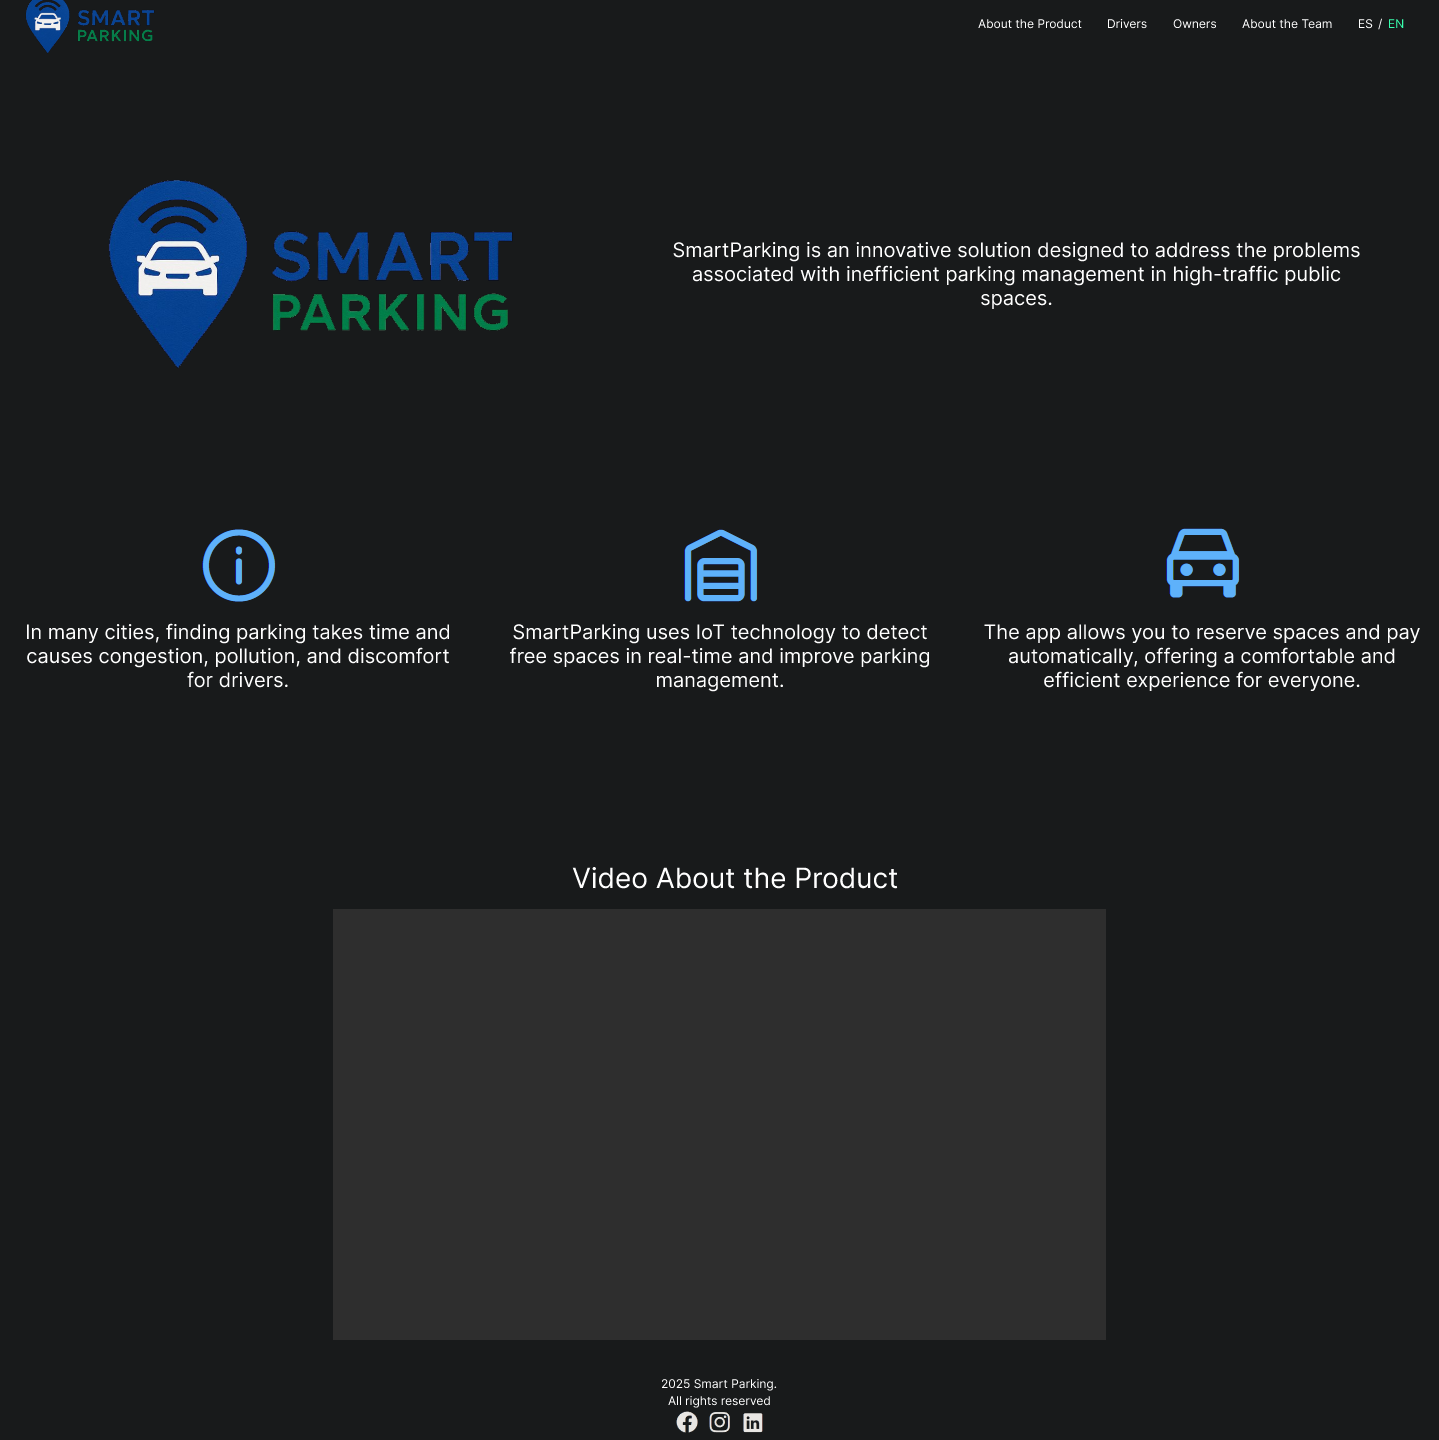 SMART
PARKING
About the Product Drivers Owners About the Team ES / EN
SMART
PARKING
SmartParking is an innovative solution designed to address the problems
associated with inefficient parking management in high-traffic public
spaces.
In many cities, finding parking takes time and
causes congestion, pollution, and discomfort
for drivers.
SmartParking uses IoT technology to detect
free spaces in real-time and improve parking
management.
The app allows you to reserve spaces and pay
automatically, offering a comfortable and
efficient experience for everyone.
Video About the Product
2025 Smart Parking.
All rights reserved